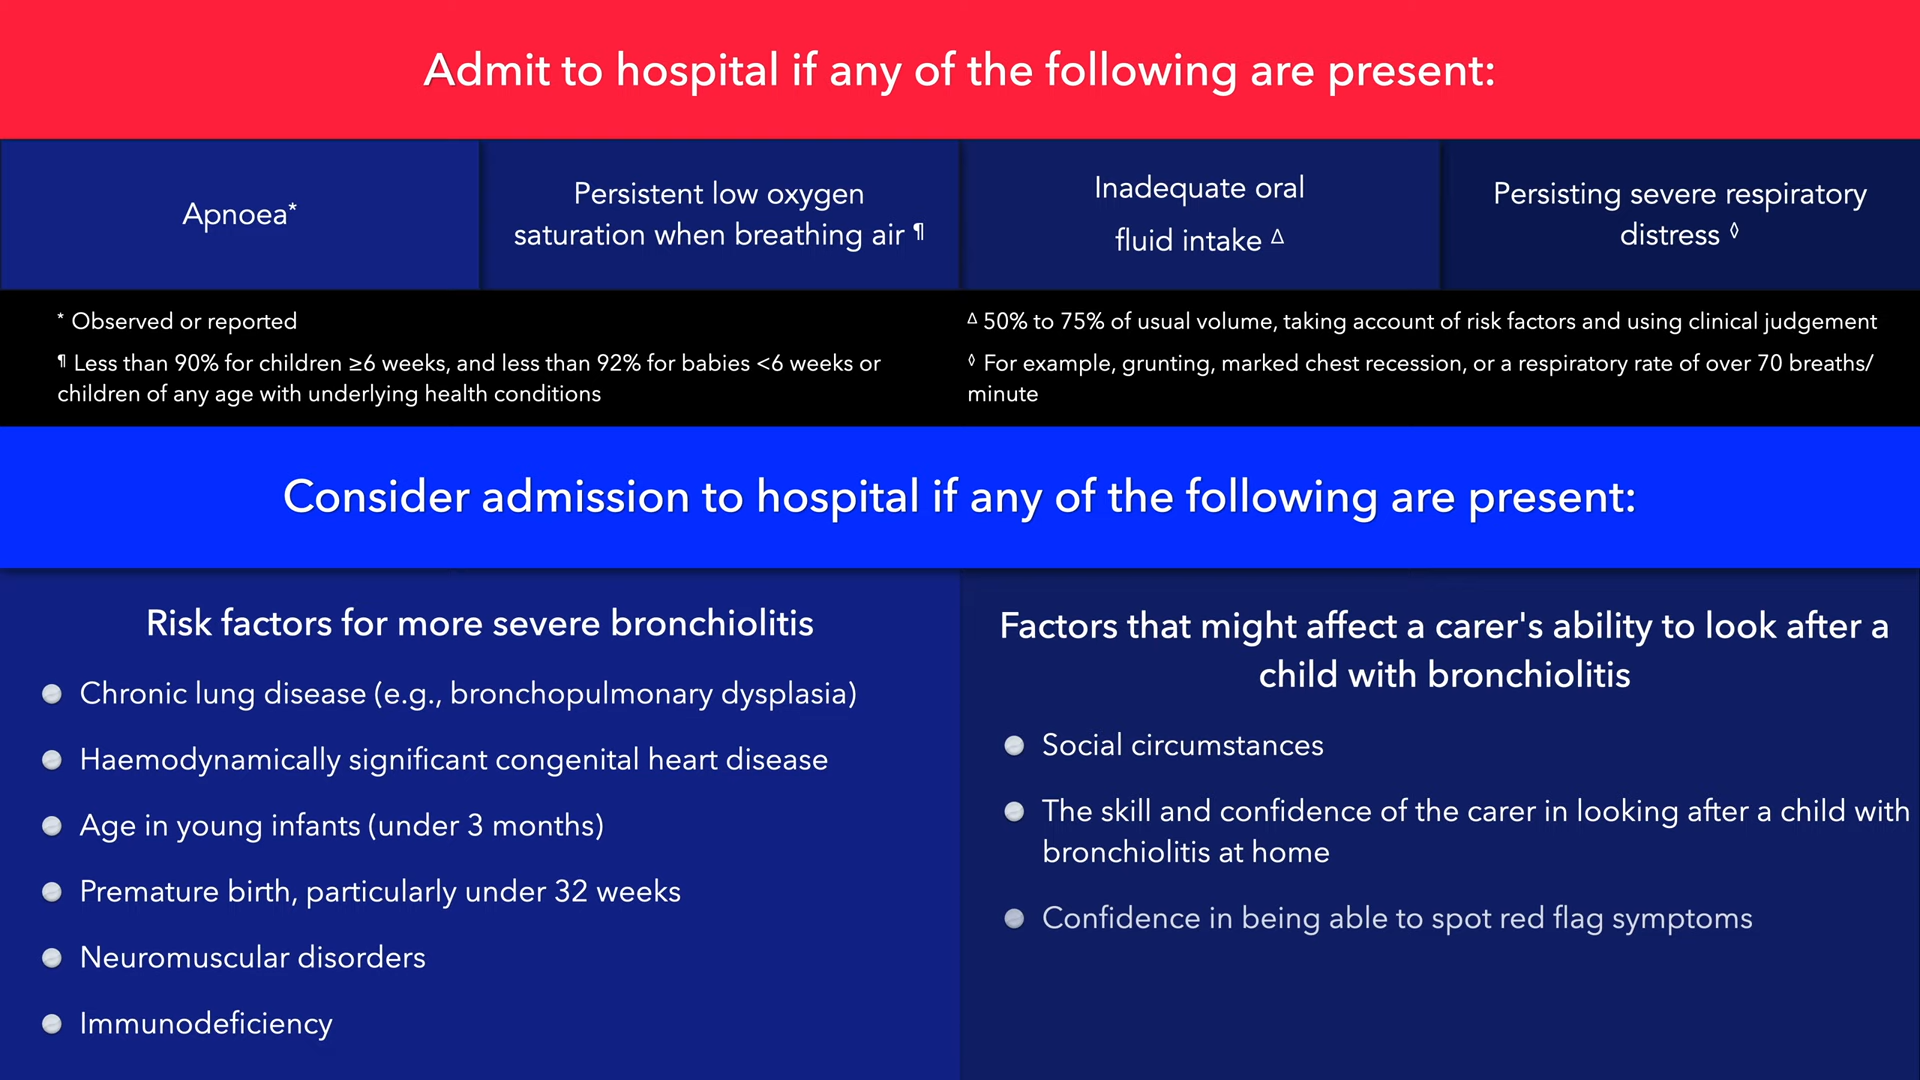 Admit to hospital if any of the following are present:
Apnoea*
Persistent low oxygen
saturation when breathing air ¶
Inadequate oral
fluid intake Δ
Persisting severe respiratory
distress ◊
* Observed or reported
¶ Less than 90% for children ≥6 weeks, and less than 92% for babies <6 weeks or
children of any age with underlying health conditions
Δ 50% to 75% of usual volume, taking account of risk factors and using clinical judgement
◊ For example, grunting, marked chest recession, or a respiratory rate of over 70 breaths/
minute
Consider admission to hospital if any of the following are present:
Risk factors for more severe bronchiolitis
Chronic lung disease (e.g., bronchopulmonary dysplasia)
Haemodynamically significant congenital heart disease
Age in young infants (under 3 months)
Premature birth, particularly under 32 weeks
Neuromuscular disorders
Immunodeficiency
Factors that might affect a carer's ability to look after a
child with bronchiolitis
Social circumstances
The skill and confidence of the carer in looking after a child with
bronchiolitis at home
Confidence in being able to spot red flag symptoms